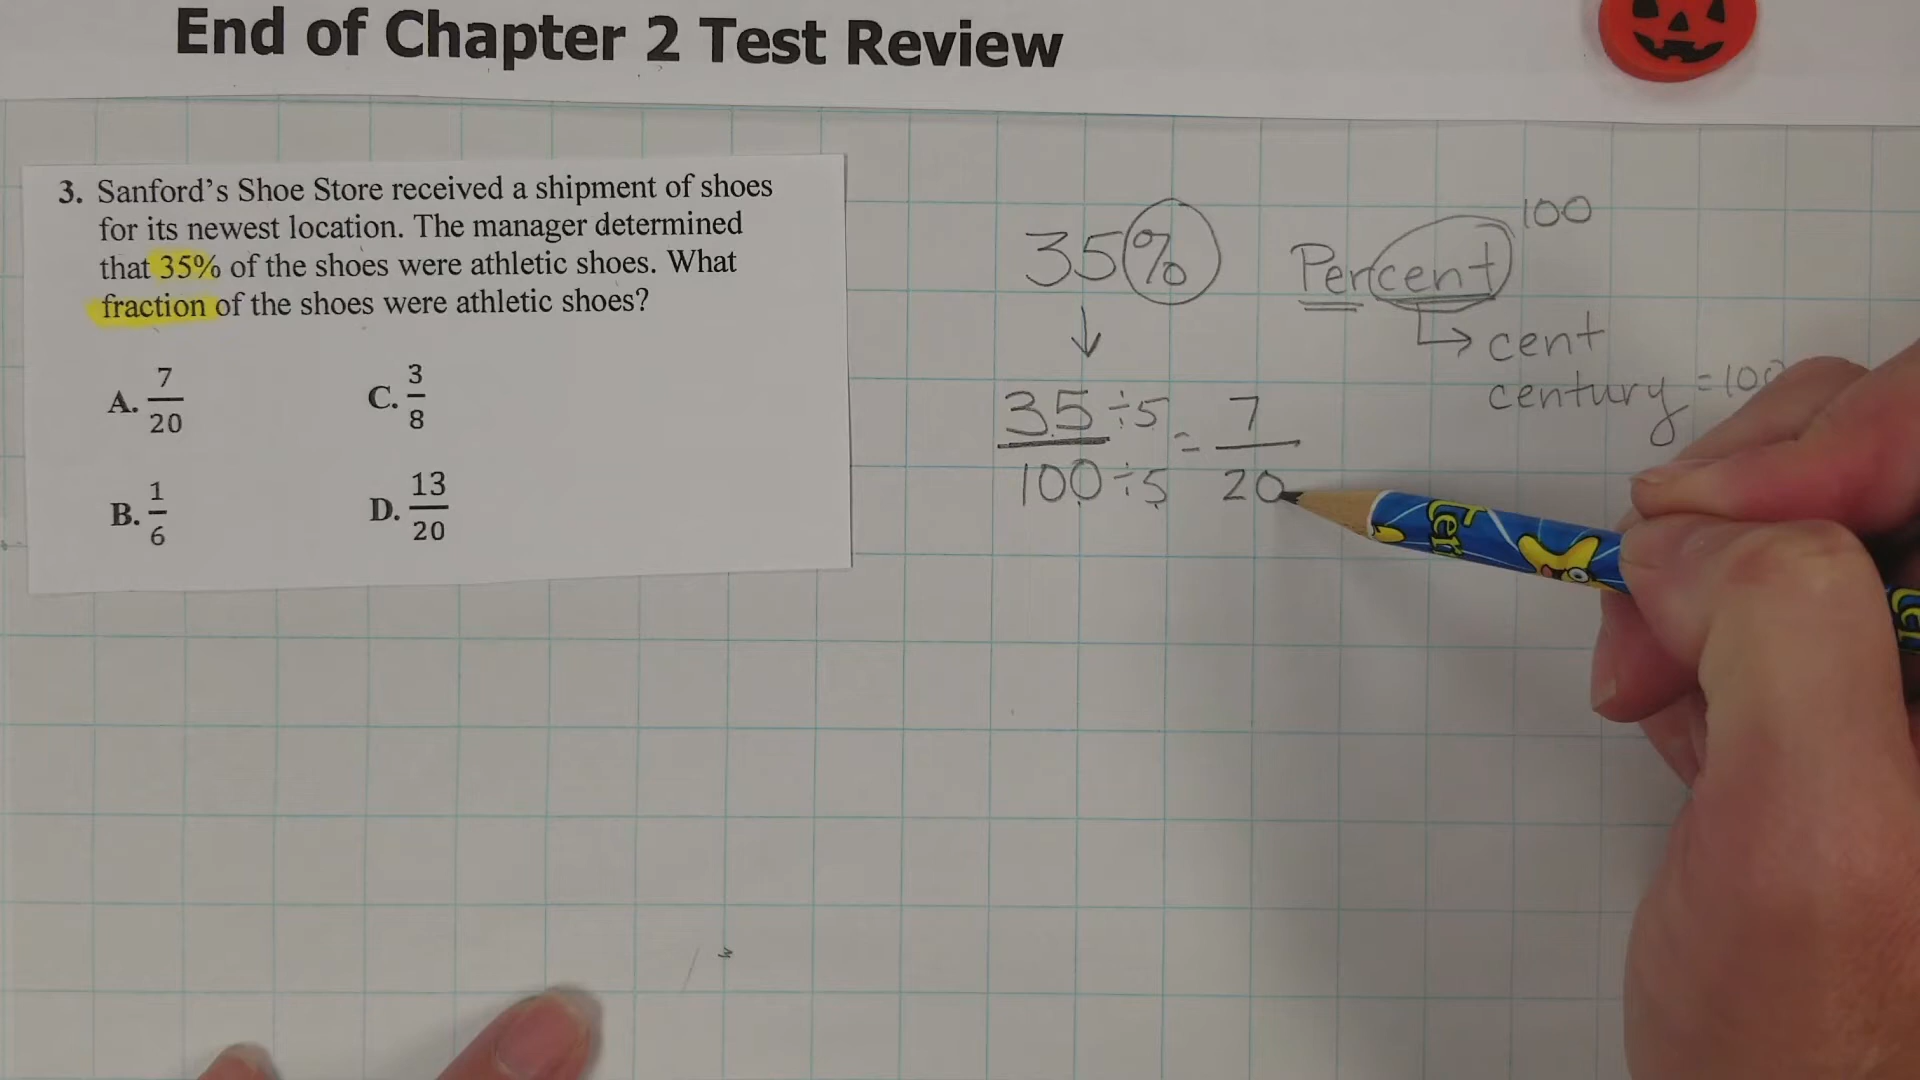 End of Chapter 2 Test Review
3. Sanford's Shoe Store received a shipment of shoes
for its newest location. The manager determined
that 35% of the shoes were athletic shoes. What
fraction of the shoes were athletic shoes?
A. 7/20
C. 3/8
B. 1/6
D. 13/20
100
35% Percent
cent
century = 100
35 ÷5 = 7
100 ÷5 20